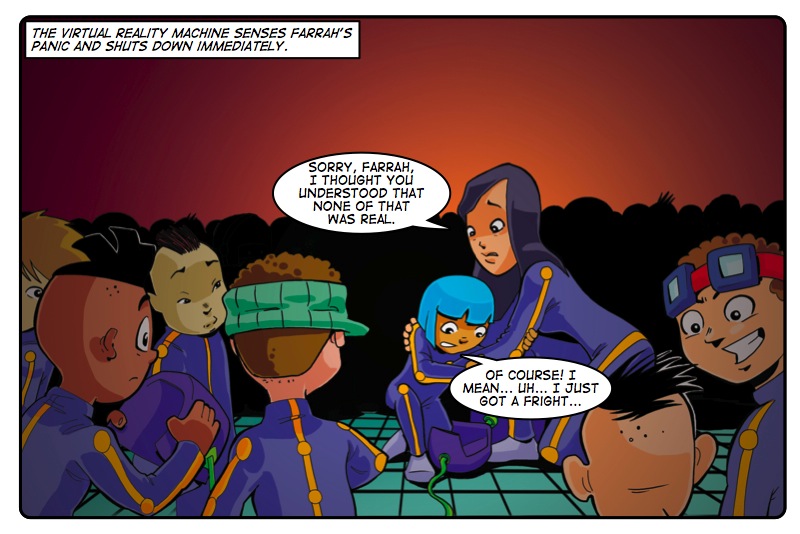 THE VIRTUAL REALITY MACHINE SENSES FARRAH'S
PANIC AND SHUTS DOWN IMMEDIATELY.
SORRY, FARRAH,
I THOUGHT YOU
UNDERSTOOD THAT
NONE OF THAT
WAS REAL.
OF COURSE! I
MEAN... UH... I JUST
GOT A FRIGHT...